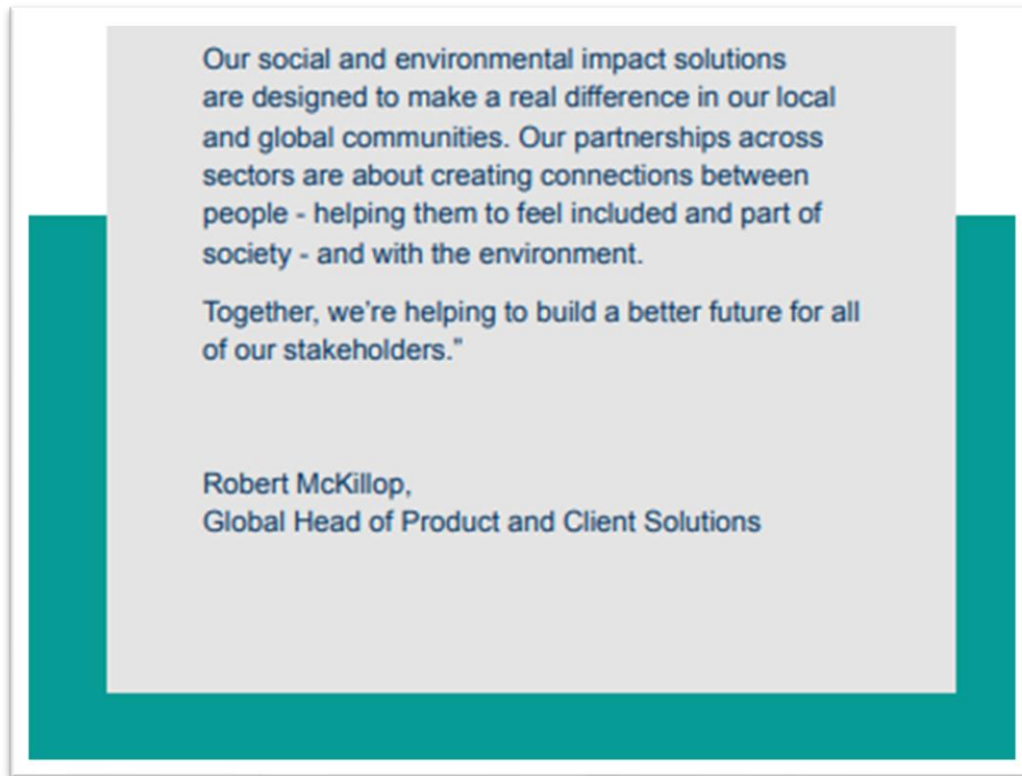 Our social and environmental impact solutions
are designed to make a real difference in our local
and global communities. Our partnerships across
sectors are about creating connections between
people - helping them to feel included and part of
society - and with the environment.
Together, we're helping to build a better future for all
of our stakeholders.”
Robert McKillop,
Global Head of Product and Client Solutions